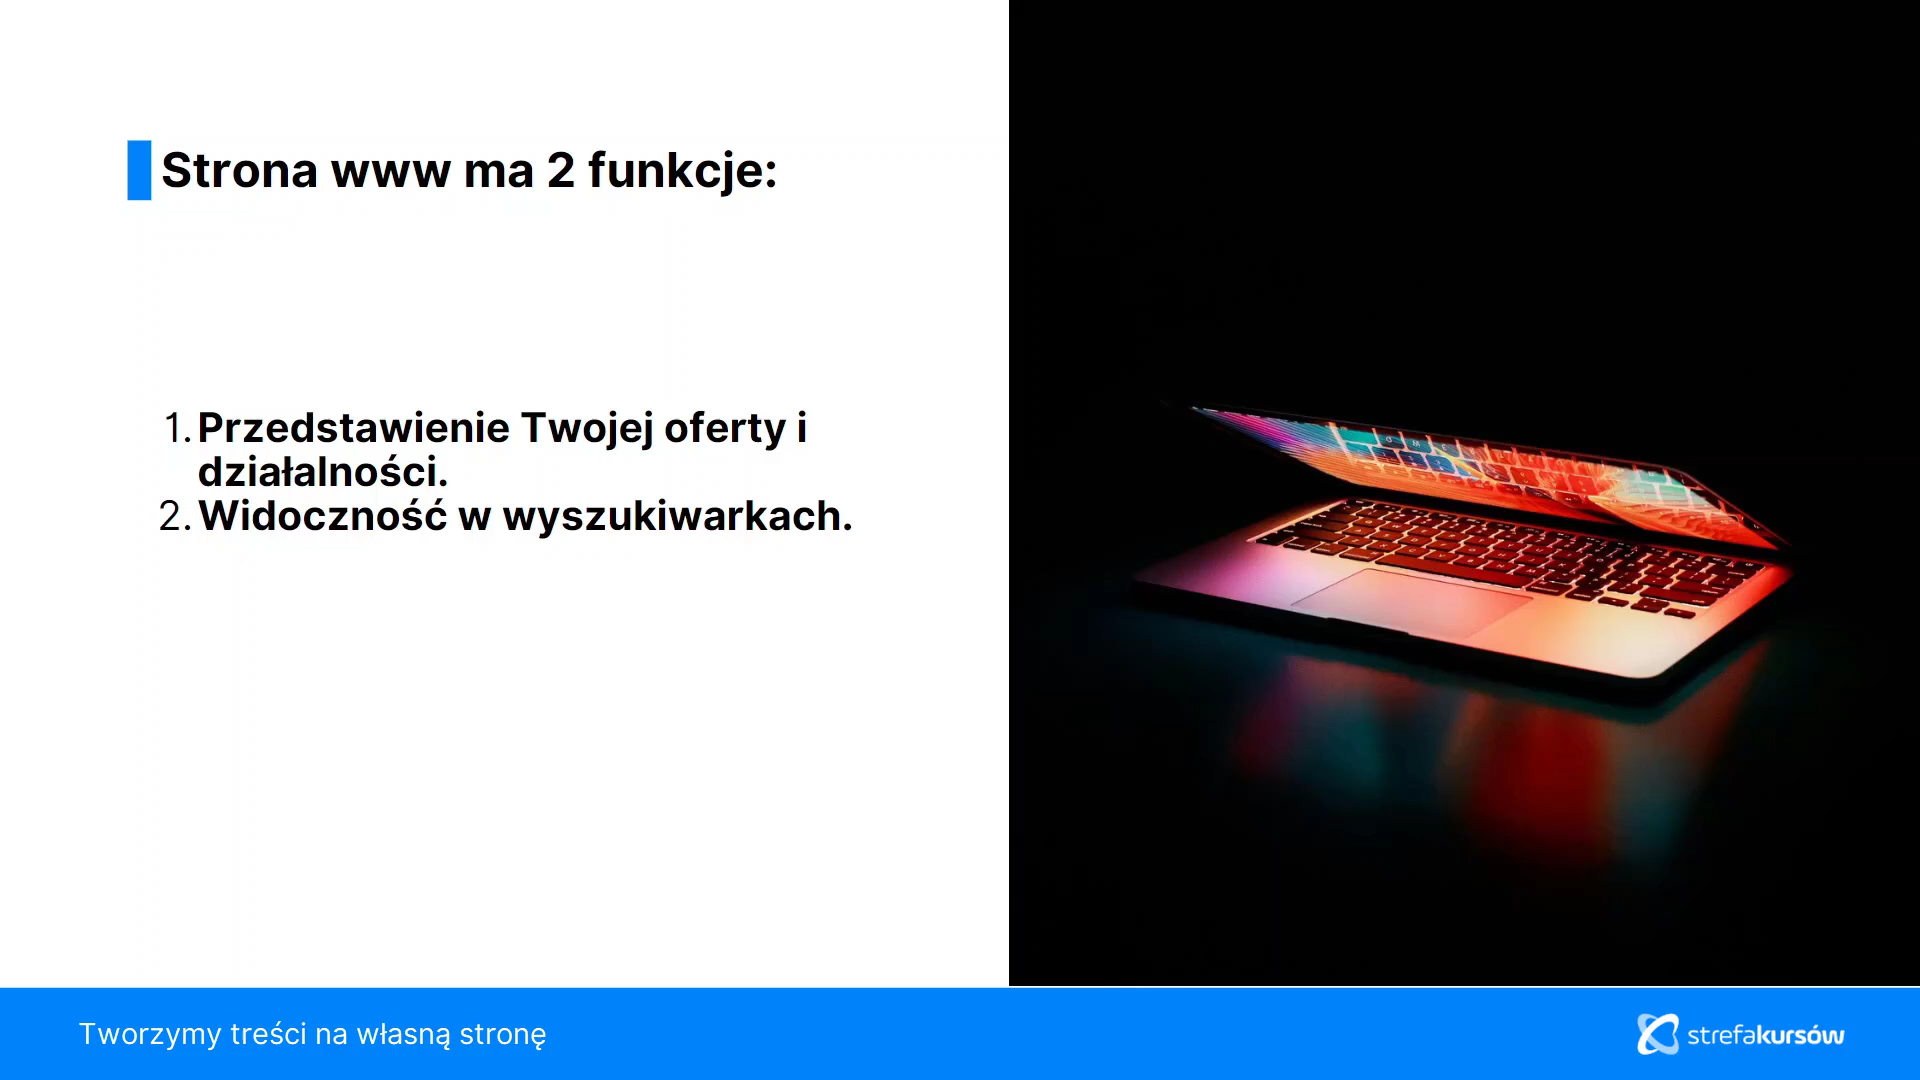 Strona www ma 2 funkcje:
1. Przedstawienie Twojej oferty i
działalności.
2. Widoczność w wyszukiwarkach.
Tworzymy treści na własną stronę
strefakursów